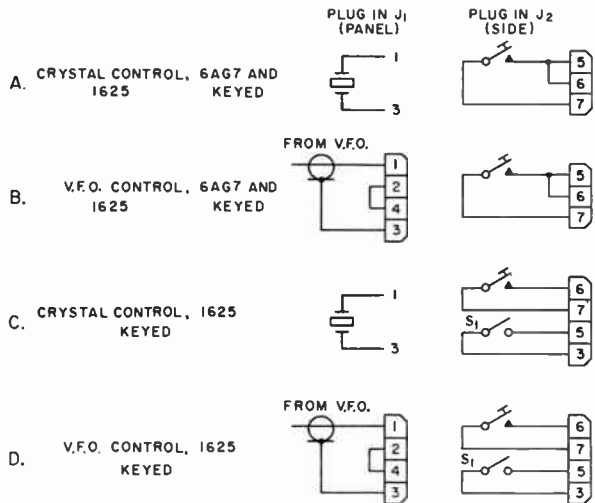 PLUG IN J1
(PANEL)
PLUG IN J2
(SIDE)
A. CRYSTAL CONTROL, 6AG7 AND
1625 KEYED
1
3
5
6
7
B. V.F.O. CONTROL, 6AG7 AND
1625 KEYED
FROM V.F.O.
1
2
4
3
5
6
7
C. CRYSTAL CONTROL, 1625
KEYED
1
3
6
7
S1
5
3
D. V.F.O. CONTROL, 1625
KEYED
FROM V.F.O.
1
2
4
3
6
7
S1
5
3